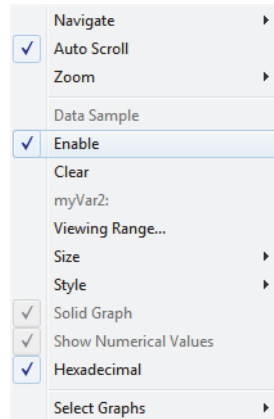 Navigate
Auto Scroll
Zoom
Data Sample
Enable
Clear
myVar2:
Viewing Range...
Size
Style
Solid Graph
Show Numerical Values
Hexadecimal
Select Graphs